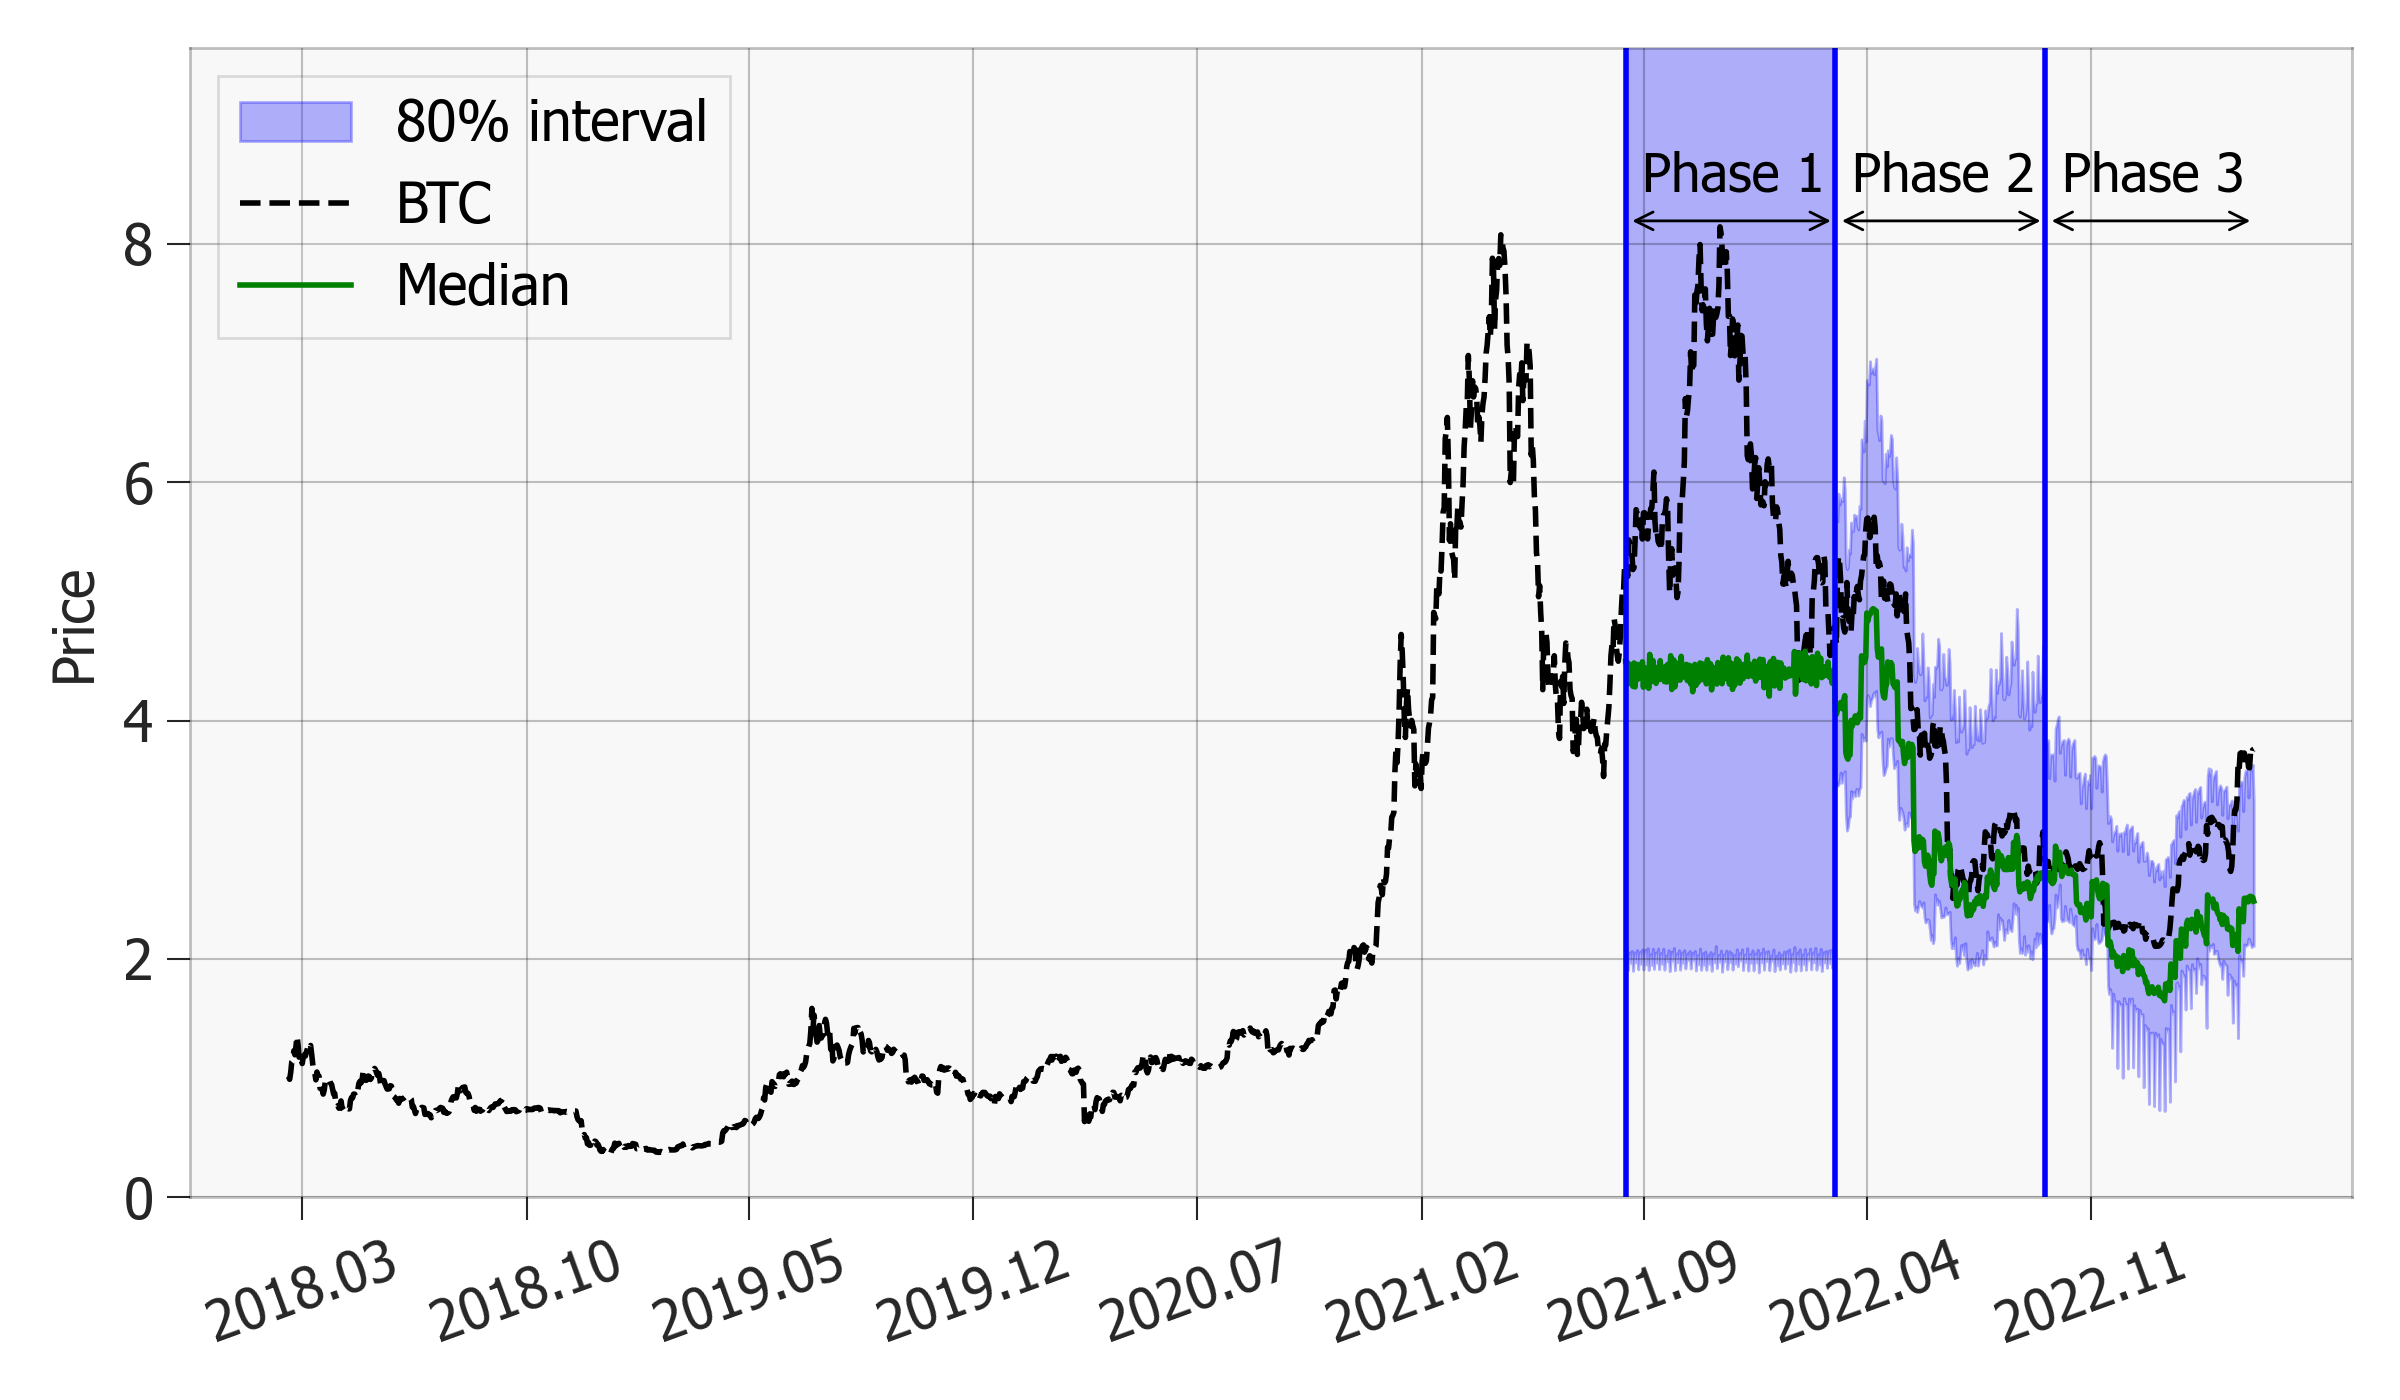 80% interval
BTC
Median
Phase 1
Phase 2
Phase 3
8
6
4
2
0
Price
2018.03
2018.10
2019.05
2019.12
2020.07
2021.02
2021.09
2022.04
2022.11